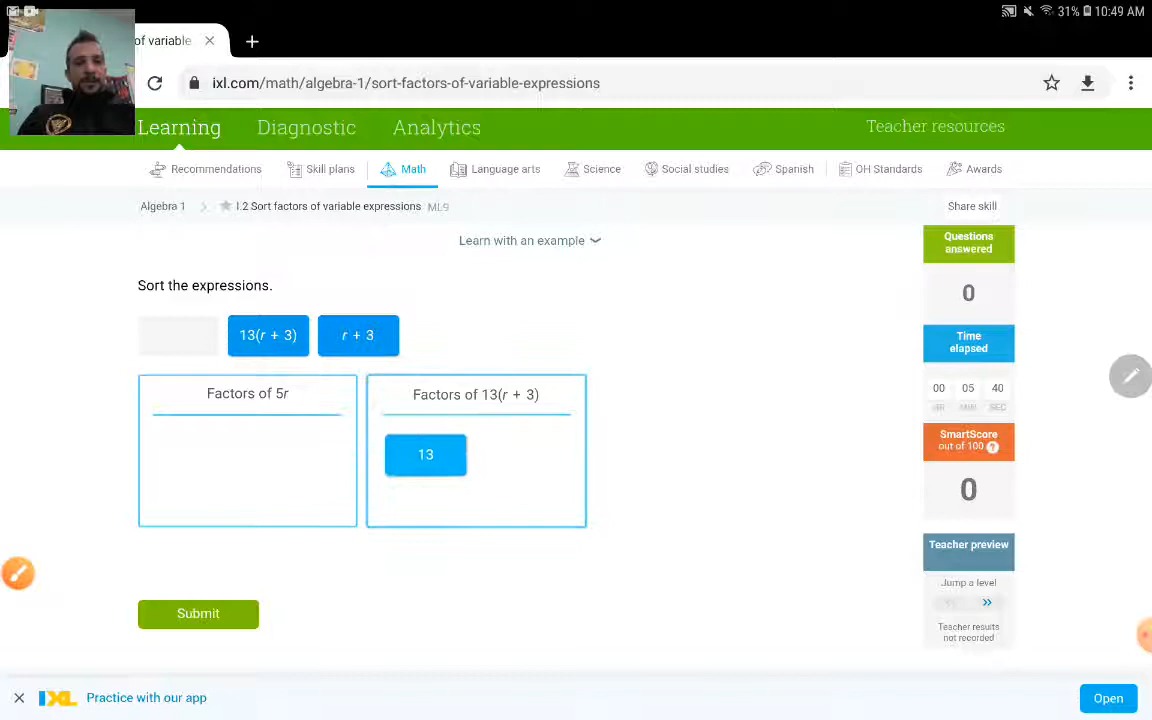 31% 10:49 AM
of variable
ixl.com/math/algebra-1/sort-factors-of-variable-expressions
Learning Diagnostic Analytics Teacher resources
Recommendations Skill plans Math Language arts Science Social studies Spanish OH Standards Awards
Algebra 1 I.2 Sort factors of variable expressions ML9 Share skill
Learn with an example
Questions answered
0
Sort the expressions.
13(r + 3) r + 3
Time elapsed
00 05 40
HR MIN SEC
Factors of 5r Factors of 13(r + 3)
13
SmartScore
out of 100 ?
0
Teacher preview
Jump a level
Teacher results not recorded
Submit
IXL Practice with our app Open